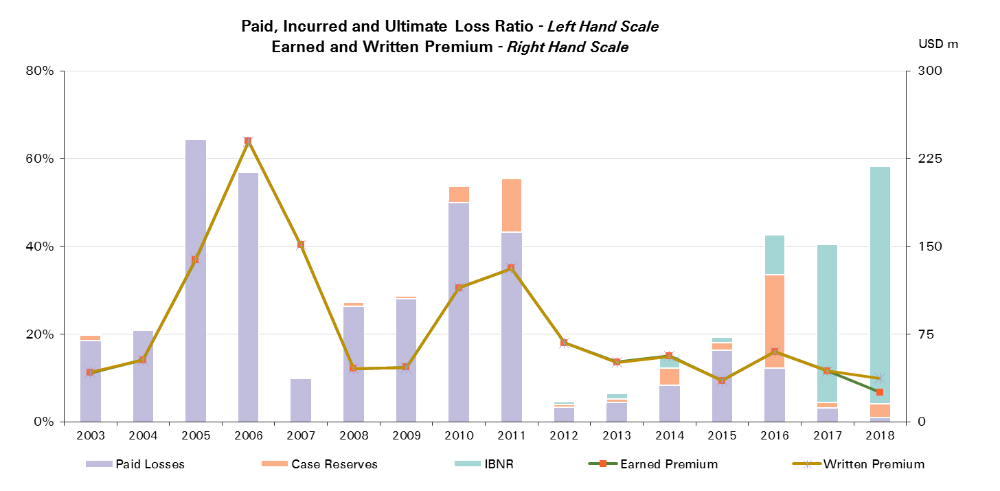 Paid, Incurred and Ultimate Loss Ratio - Left Hand Scale
Earned and Written Premium - Right Hand Scale
USD m
80% 300
60% 225
40% 150
20% 75
0% 0
2003 2004 2005 2006 2007 2008 2009 2010 2011 2012 2013 2014 2015 2016 2017 2018
Paid Losses Case Reserves IBNR Earned Premium Written Premium